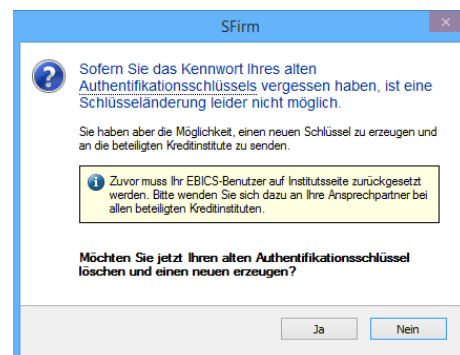 SFirm
Sofern Sie das Kennwort Ihres alten
Authentifikationsschlüssels vergessen haben, ist eine
Schlüsseländerung leider nicht möglich.
Sie haben aber die Möglichkeit, einen neuen Schlüssel zu erzeugen und
an die beteiligten Kreditinstitute zu senden.
Zuvor muss Ihr EBICS-Benutzer auf Institutsseite zurückgesetzt
werden. Bitte wenden Sie sich dazu an Ihre Ansprechpartner bei
allen beteiligten Kreditinstituten.
Möchten Sie jetzt Ihren alten Authentifikationsschlüssel
löschen und einen neuen erzeugen?
Ja
Nein